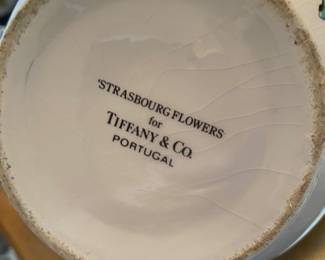 'STRASBOURG FLOWERS
for
TIFFANY & CO.
PORTUGAL